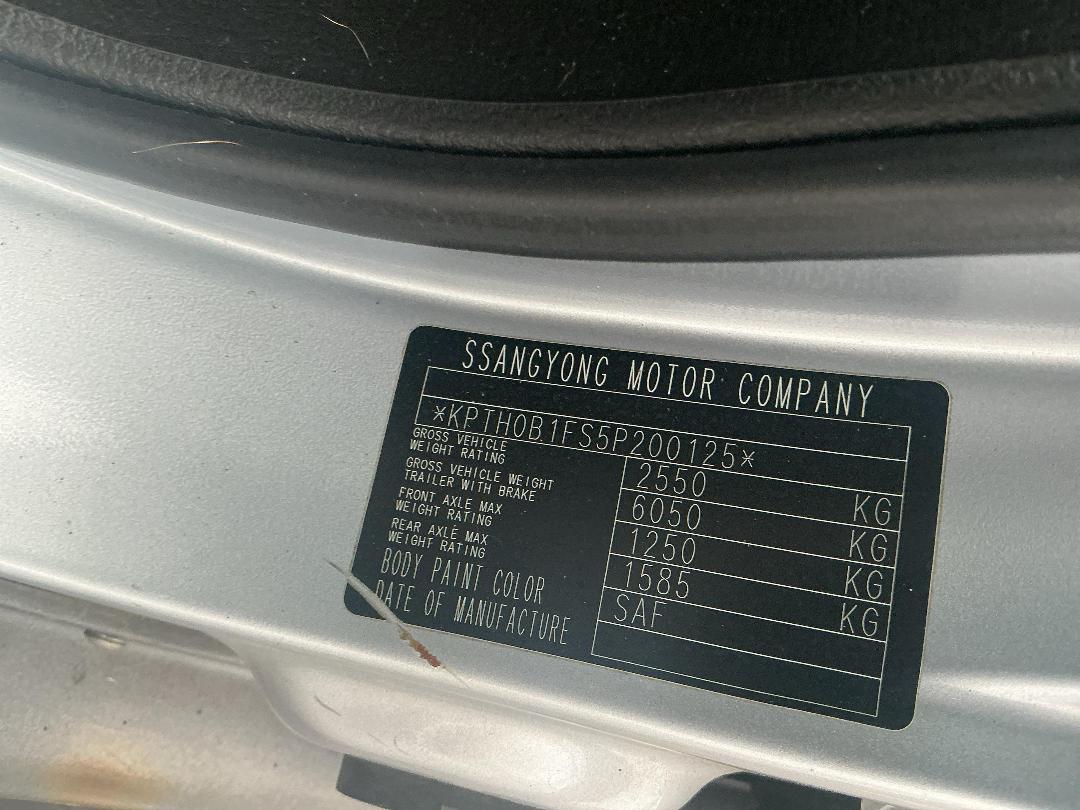 SSANGYONG MOTOR COMPANY
*KPTH0B1FS5P200125*
GROSS VEHICLE
WEIGHT RATING
2550 KG
GROSS VEHICLE WEIGHT
TRAILER WITH BRAKE
6050 KG
FRONT AXLE MAX
WEIGHT RATING
1250 KG
REAR AXLE MAX
WEIGHT RATING
1585 KG
BODY PAINT COLOR
SAF
DATE OF MANUFACTURE